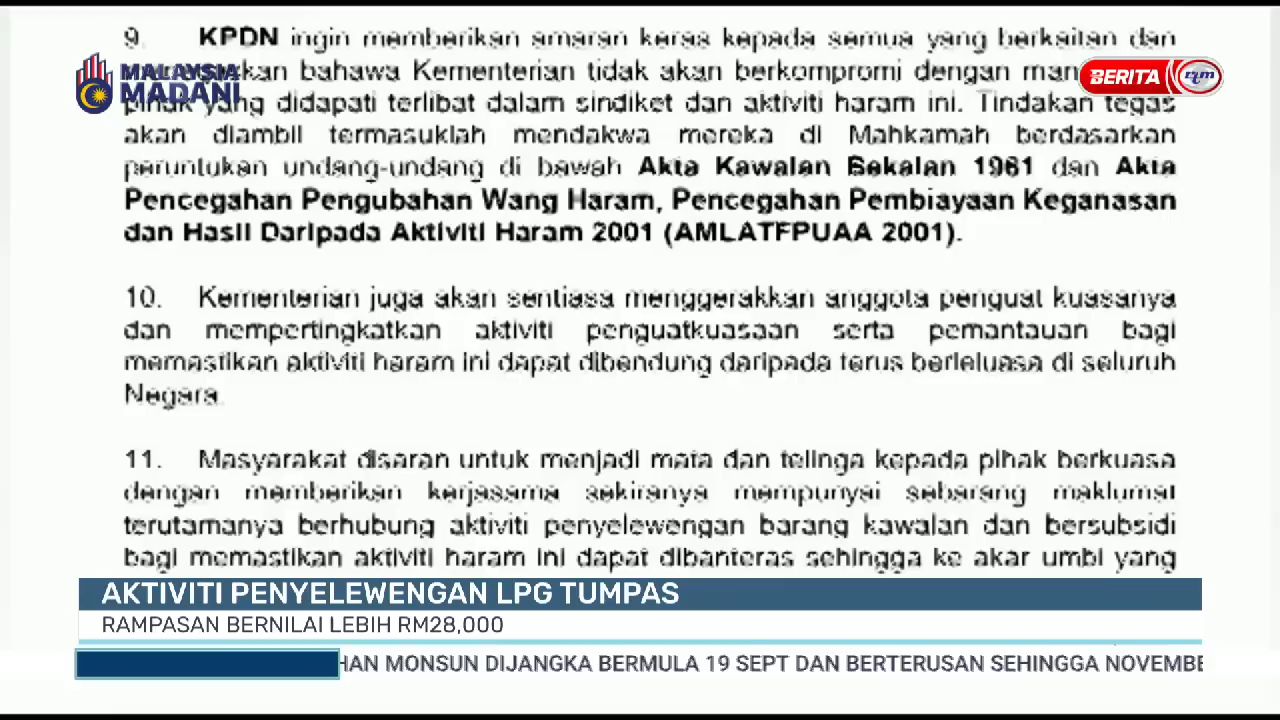 9. KPDN ingin memberikan amaran keras kepada semua yang berkaitan dan
kan bahawa Kementerian tidak akan berkompromi dengan man
pihak yang didapati terlibat dalam sindiket dan aktiviti haram ini. Tindakan tegas
akan diambil termasuklah mendakwa mereka di Mahkamah berdasarkan
peruntukan undang-undang di bawah Akta Kawalan Bekalan 1961 dan Akta
Pencegahan Pengubahan Wang Haram, Pencegahan Pembiayaan Keganasan
dan Hasil Daripada Aktiviti Haram 2001 (AMLATFPUAA 2001).
MALAYSIA
MADANI
BERITA rtm
10. Kementerian juga akan sentiasa menggerakkan anggota penguat kuasanya
dan mempertingkatkan aktiviti penguatkuasaan serta pemantauan bagi
memastikan aktiviti haram ini dapat dibendung daripada terus berleluasa di seluruh
Negara.
11. Masyarakat disaran untuk menjadi mata dan telinga kepada pihak berkuasa
dengan memberikan kerjasama sekiranya mempunyai sebarang maklumat
terutamanya berhubung aktiviti penyelewengan barang kawalan dan bersubsidi
bagi memastikan aktiviti haram ini dapat dibanteras sehingga ke akar umbi yang
AKTIVITI PENYELEWENGAN LPG TUMPAS
RAMPASAN BERNILAI LEBIH RM28,000
HAN MONSUN DIJANGKA BERMULA 19 SEPT DAN BERTERUSAN SEHINGGA NOVEMBE